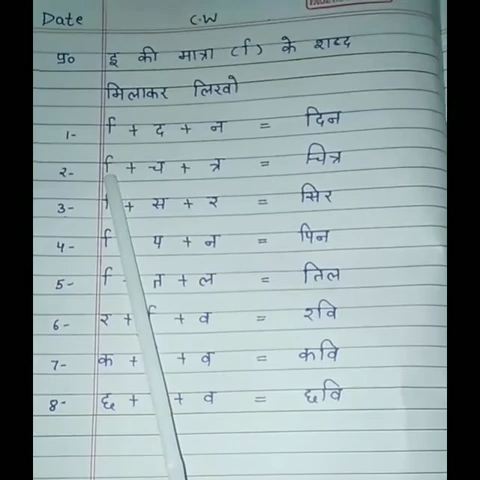 Date C.W
प्र० इ की मात्रा (ि) के शब्द
मिलाकर लिखो
1- ि + द + न = दिन
2- ि + च + त्र = चित्र
3- ि + स + र = सिर
4- ि प + न = पिन
5- ि + त + ल = तिल
6- र + ि + व = रवि
7- क + + व = कवि
8- छ + + व = छवि